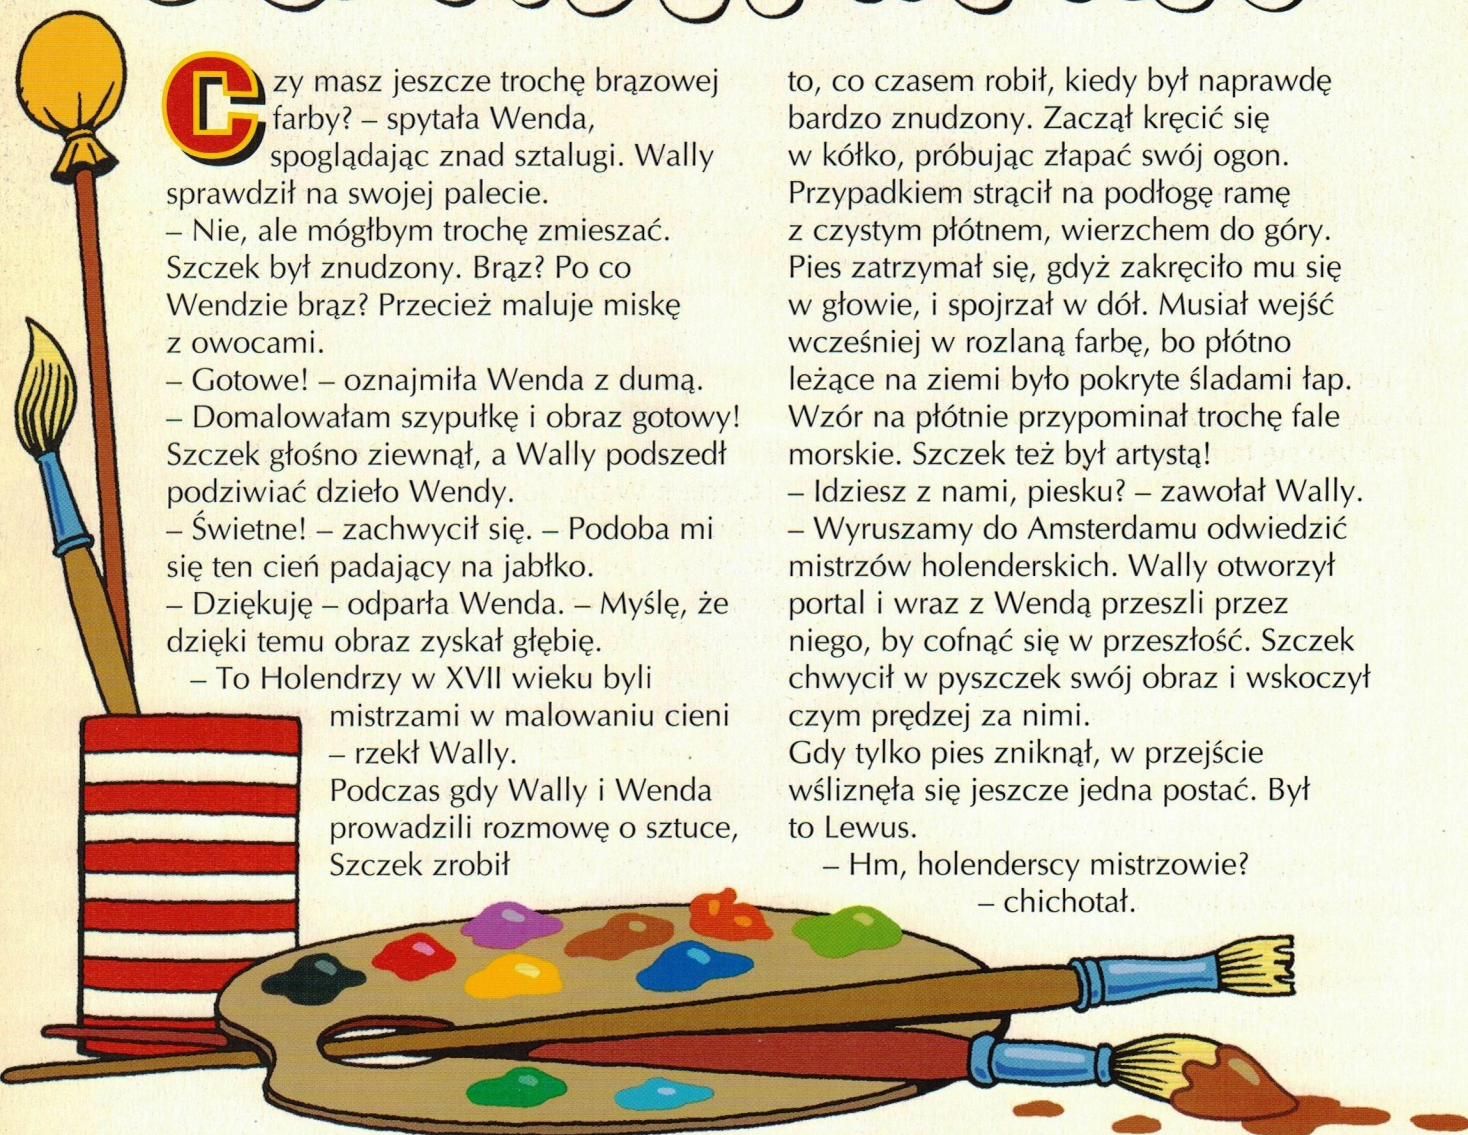 Czy masz jeszcze trochę brązowej
farby? – spytała Wenda,
spoglądając znad sztalugi. Wally
sprawdził na swojej palecie.
– Nie, ale mógłbym trochę zmieszać.
Szczek był znudzony. Brąz? Po co
Wendzie brąz? Przecież maluje miskę
z owocami.
– Gotowe! – oznajmiła Wenda z dumą.
– Domalowałam szypułkę i obraz gotowy!
Szczek głośno ziewnął, a Wally podszedł
podziwiać dzieło Wendy.
– Świetne! – zachwycił się. – Podoba mi
się ten cień padający na jabłko.
– Dziękuję – odparła Wenda. – Myślę, że
dzięki temu obraz zyskał głębię.
– To Holendrzy w XVII wieku byli
mistrzami w malowaniu cieni
– rzekł Wally.
Podczas gdy Wally i Wenda
prowadzili rozmowę o sztuce,
Szczek zrobił
to, co czasem robił, kiedy był naprawdę
bardzo znudzony. Zaczął kręcić się
w kółko, próbując złapać swój ogon.
Przypadkiem strącił na podłogę ramę
z czystym płótnem, wierzchem do góry.
Pies zatrzymał się, gdyż zakręciło mu się
w głowie, i spojrzał w dół. Musiał wejść
wcześniej w rozlaną farbę, bo płótno
leżące na ziemi było pokryte śladami łap.
Wzór na płótnie przypominał trochę fale
morskie. Szczek też był artystą!
– Idziesz z nami, piesku? – zawołał Wally.
– Wyruszamy do Amsterdamu odwiedzić
mistrzów holenderskich. Wally otworzył
portal i wraz z Wendą przeszli przez
niego, by cofnąć się w przeszłość. Szczek
chwycił w pyszczek swój obraz i wskoczył
czym prędzej za nimi.
Gdy tylko pies zniknął, w przejście
wśliznęła się jeszcze jedna postać. Był
to Lewus.
– Hm, holenderscy mistrzowie?
– chichotał.